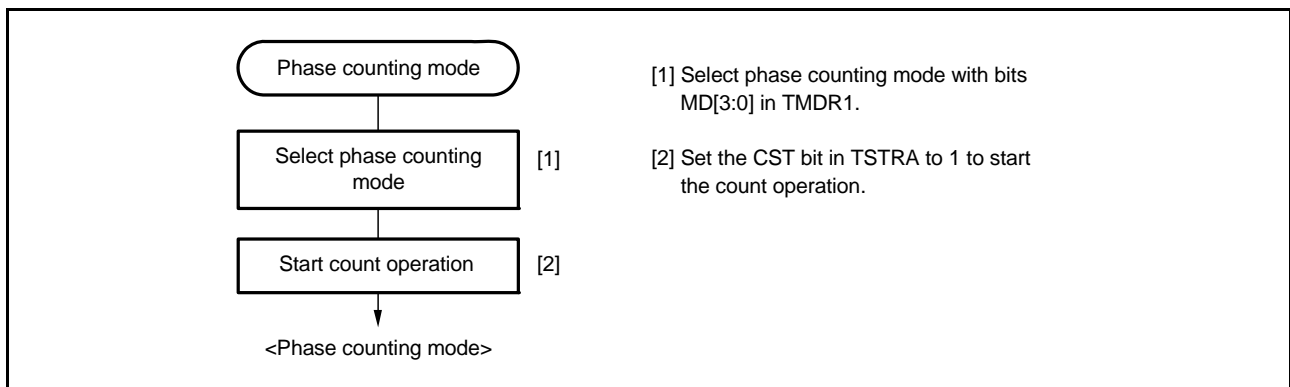 Phase counting mode
Select phase counting
mode
[1]
Start count operation
[2]
<Phase counting mode>
[1] Select phase counting mode with bits
MD[3:0] in TMDR1.
[2] Set the CST bit in TSTRA to 1 to start
the count operation.